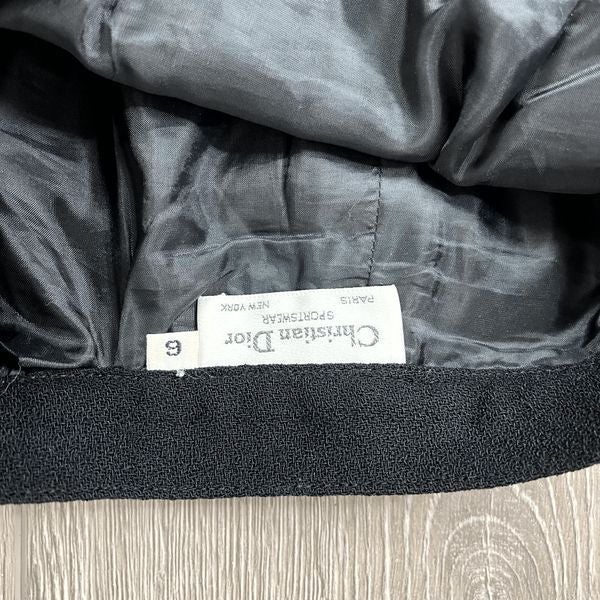 Christian Dior
SPORTSWEAR
PARIS NEW YORK
6